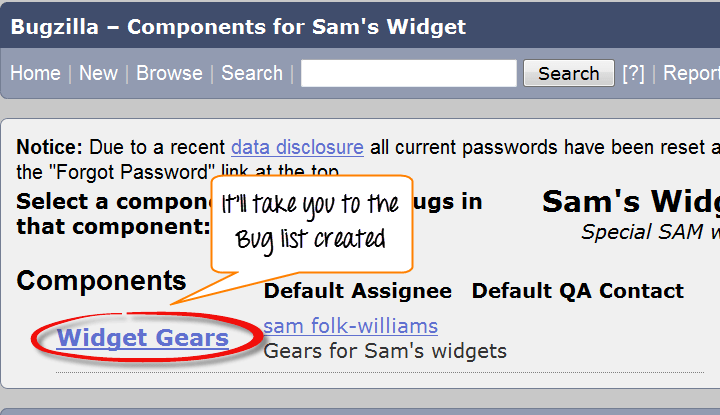 Bugzilla – Components for Sam's Widget
Home | New | Browse | Search | Search [?] | Report
Notice: Due to a recent data disclosure all current passwords have been reset a
the "Forgot Password" link at the top
Select a compon ugs in
that component:
It'll take you to the
Bug list created
Sam's Widg
Special SAM w
Components
Default Assignee Default QA Contact
Widget Gears
sam folk-williams
Gears for Sam's widgets